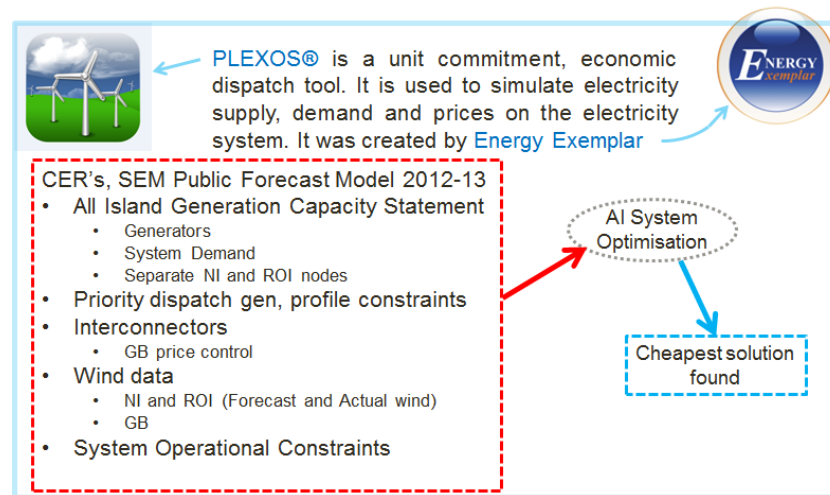 PLEXOS® is a unit commitment, economic
dispatch tool. It is used to simulate electricity
supply, demand and prices on the electricity
system. It was created by Energy Exemplar
ENERGY
Exemplar
CER's, SEM Public Forecast Model 2012-13
• All Island Generation Capacity Statement
• Generators
• System Demand
• Separate NI and ROI nodes
• Priority dispatch gen, profile constraints
• Interconnectors
• GB price control
• Wind data
• NI and ROI (Forecast and Actual wind)
• GB
• System Operational Constraints
AI System
Optimisation
Cheapest solution
found